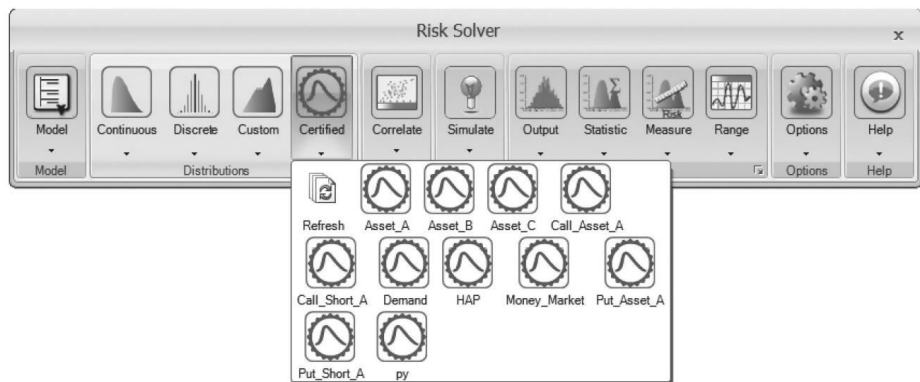 Risk Solver x
Model Continuous Discrete Custom Certified Correlate Simulate Output Statistic Measure Range Options Help
Risk
Model Distributions Options Help
Refresh Asset_A Asset_B Asset_C Call_Asset_A
Call_Short_A Demand HAP Money_Market Put_Asset_A
Put_Short_A py